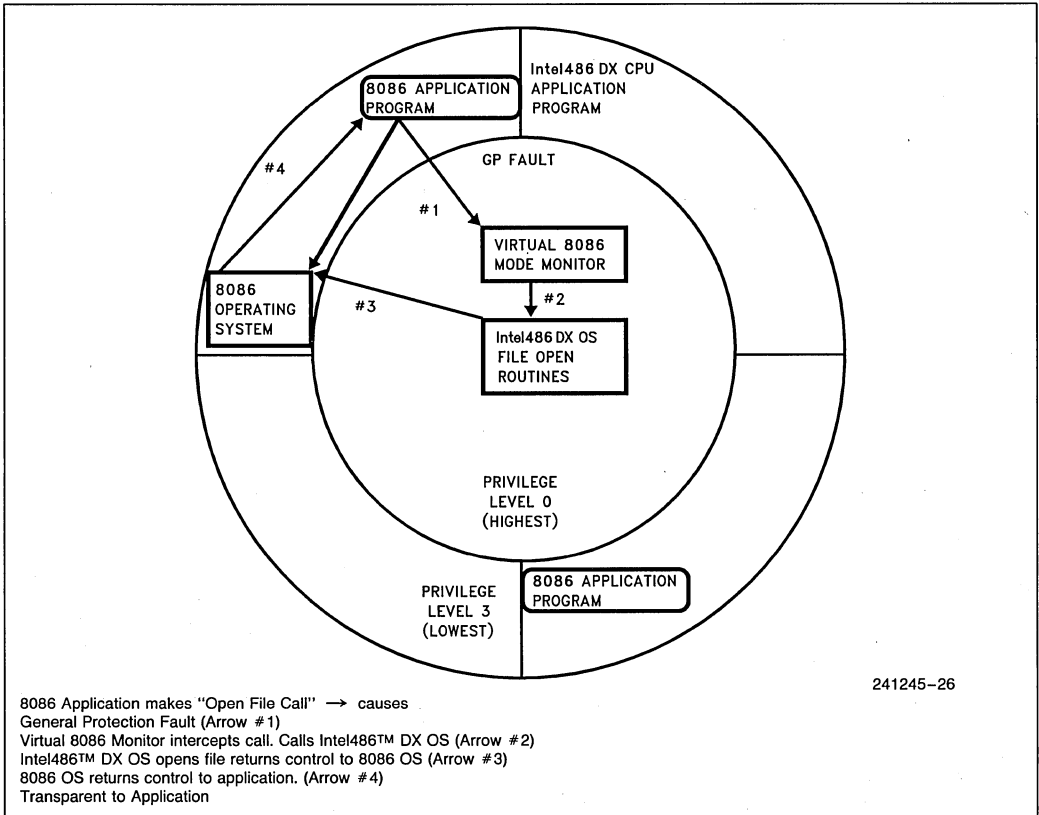 8086 APPLICATION
PROGRAM
Intel486 DX CPU
APPLICATION
PROGRAM
GP FAULT
#4
#1
VIRTUAL 8086
MODE MONITOR
#2
8086
OPERATING
SYSTEM
#3
Intel486 DX OS
FILE OPEN
ROUTINES
PRIVILEGE
LEVEL 0
(HIGHEST)
PRIVILEGE
LEVEL 3
(LOWEST)
8086 APPLICATION
PROGRAM
241245-26
8086 Application makes "Open File Call" → causes
General Protection Fault (Arrow #1)
Virtual 8086 Monitor intercepts call. Calls Intel486™ DX OS (Arrow #2)
Intel486™ DX OS opens file returns control to 8086 OS (Arrow #3)
8086 OS returns control to application. (Arrow #4)
Transparent to Application